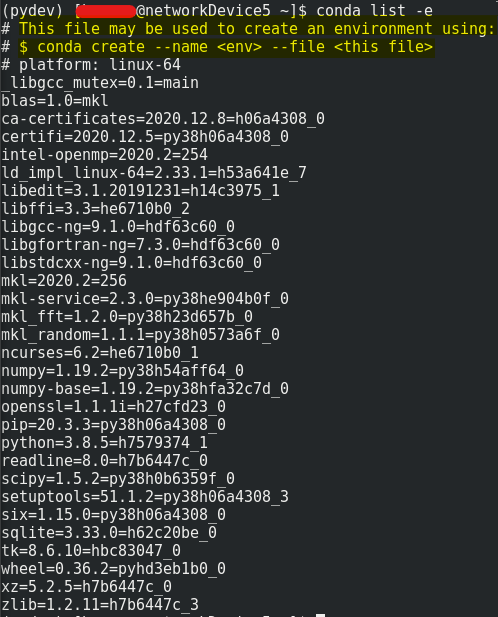 (pydev) [@networkDevice5 ~]$ conda list -e
# This file may be used to create an environment using:
# $ conda create --name <env> --file <this file>
# platform: linux-64
_libgcc_mutex=0.1=main
blas=1.0=mkl
ca-certificates=2020.12.8=h06a4308_0
certifi=2020.12.5=py38h06a4308_0
intel-openmp=2020.2=254
ld_impl_linux-64=2.33.1=h53a641e_7
libedit=3.1.20191231=h14c3975_1
libffi=3.3=he6710b0_2
libgcc-ng=9.1.0=hdf63c60_0
libgfortran-ng=7.3.0=hdf63c60_0
libstdcxx-ng=9.1.0=hdf63c60_0
mkl=2020.2=256
mkl-service=2.3.0=py38he904b0f_0
mkl_fft=1.2.0=py38h23d657b_0
mkl_random=1.1.1=py38h0573a6f_0
ncurses=6.2=he6710b0_1
numpy=1.19.2=py38h54aff64_0
numpy-base=1.19.2=py38hfa32c7d_0
openssl=1.1.1i=h27cfd23_0
pip=20.3.3=py38h06a4308_0
python=3.8.5=h7579374_1
readline=8.0=h7b6447c_0
scipy=1.5.2=py38h0b6359f_0
setuptools=51.1.2=py38h06a4308_3
six=1.15.0=py38h06a4308_0
sqlite=3.33.0=h62c20be_0
tk=8.6.10=hbc83047_0
wheel=0.36.2=pyhd3eb1b0_0
xz=5.2.5=h7b6447c_0
zlib=1.2.11=h7b6447c_3